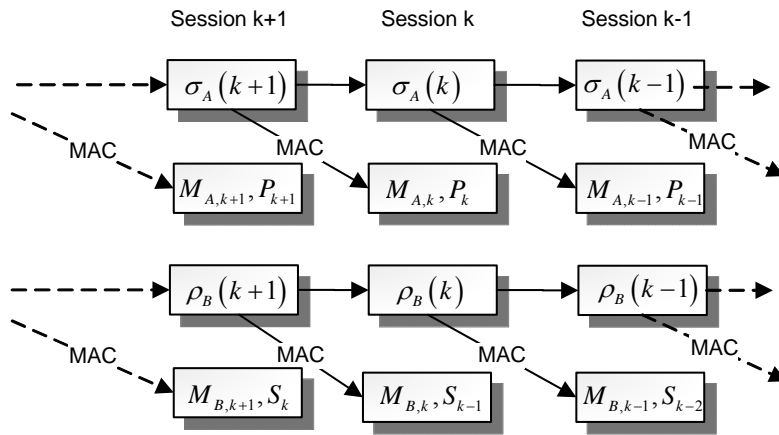 Session k+1 Session k Session k-1
σ_A(k+1) σ_A(k) σ_A(k−1)
MAC MAC MAC MAC
M_{A,k+1}, P_{k+1} M_{A,k}, P_k M_{A,k−1}, P_{k−1}
ρ_B(k+1) ρ_B(k) ρ_B(k−1)
MAC MAC MAC MAC
M_{B,k+1}, S_k M_{B,k}, S_{k−1} M_{B,k−1}, S_{k−2}